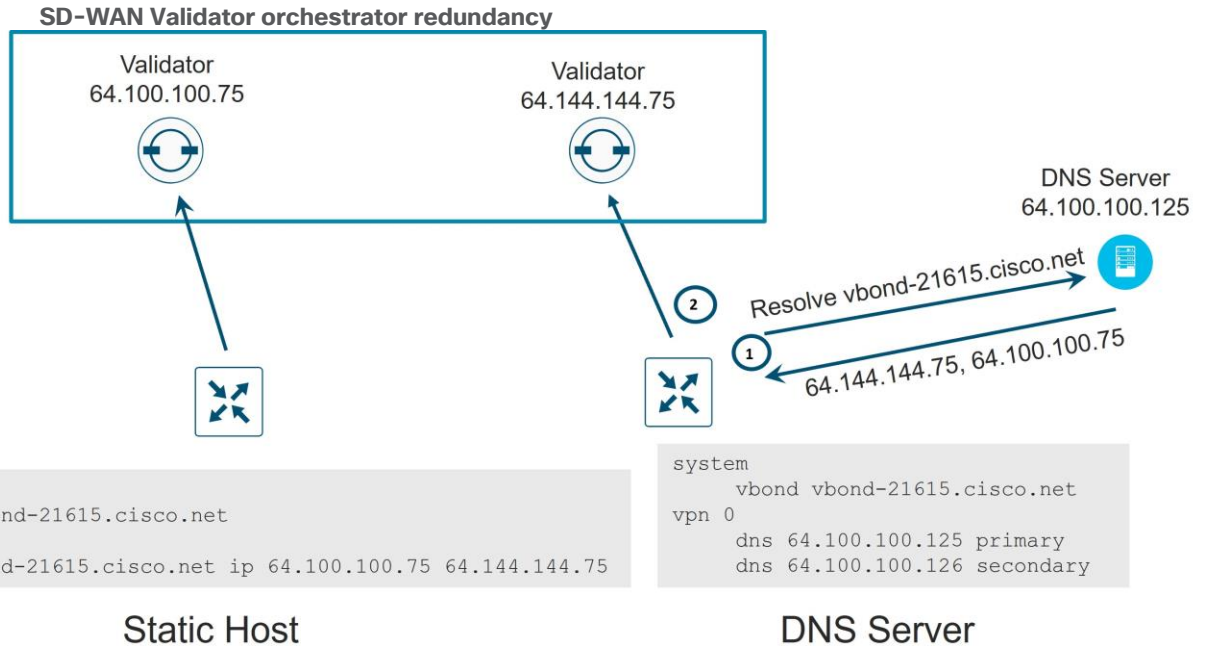 SD-WAN Validator orchestrator redundancy
Validator
64.100.100.75
Validator
64.144.144.75
DNS Server
64.100.100.125
Resolve vbond-21615.cisco.net
2
1
64.144.144.75, 64.100.100.75
nd-21615.cisco.net
d-21615.cisco.net ip 64.100.100.75 64.144.144.75
system
vbond vbond-21615.cisco.net
vpn 0
dns 64.100.100.125 primary
dns 64.100.100.126 secondary
Static Host
DNS Server